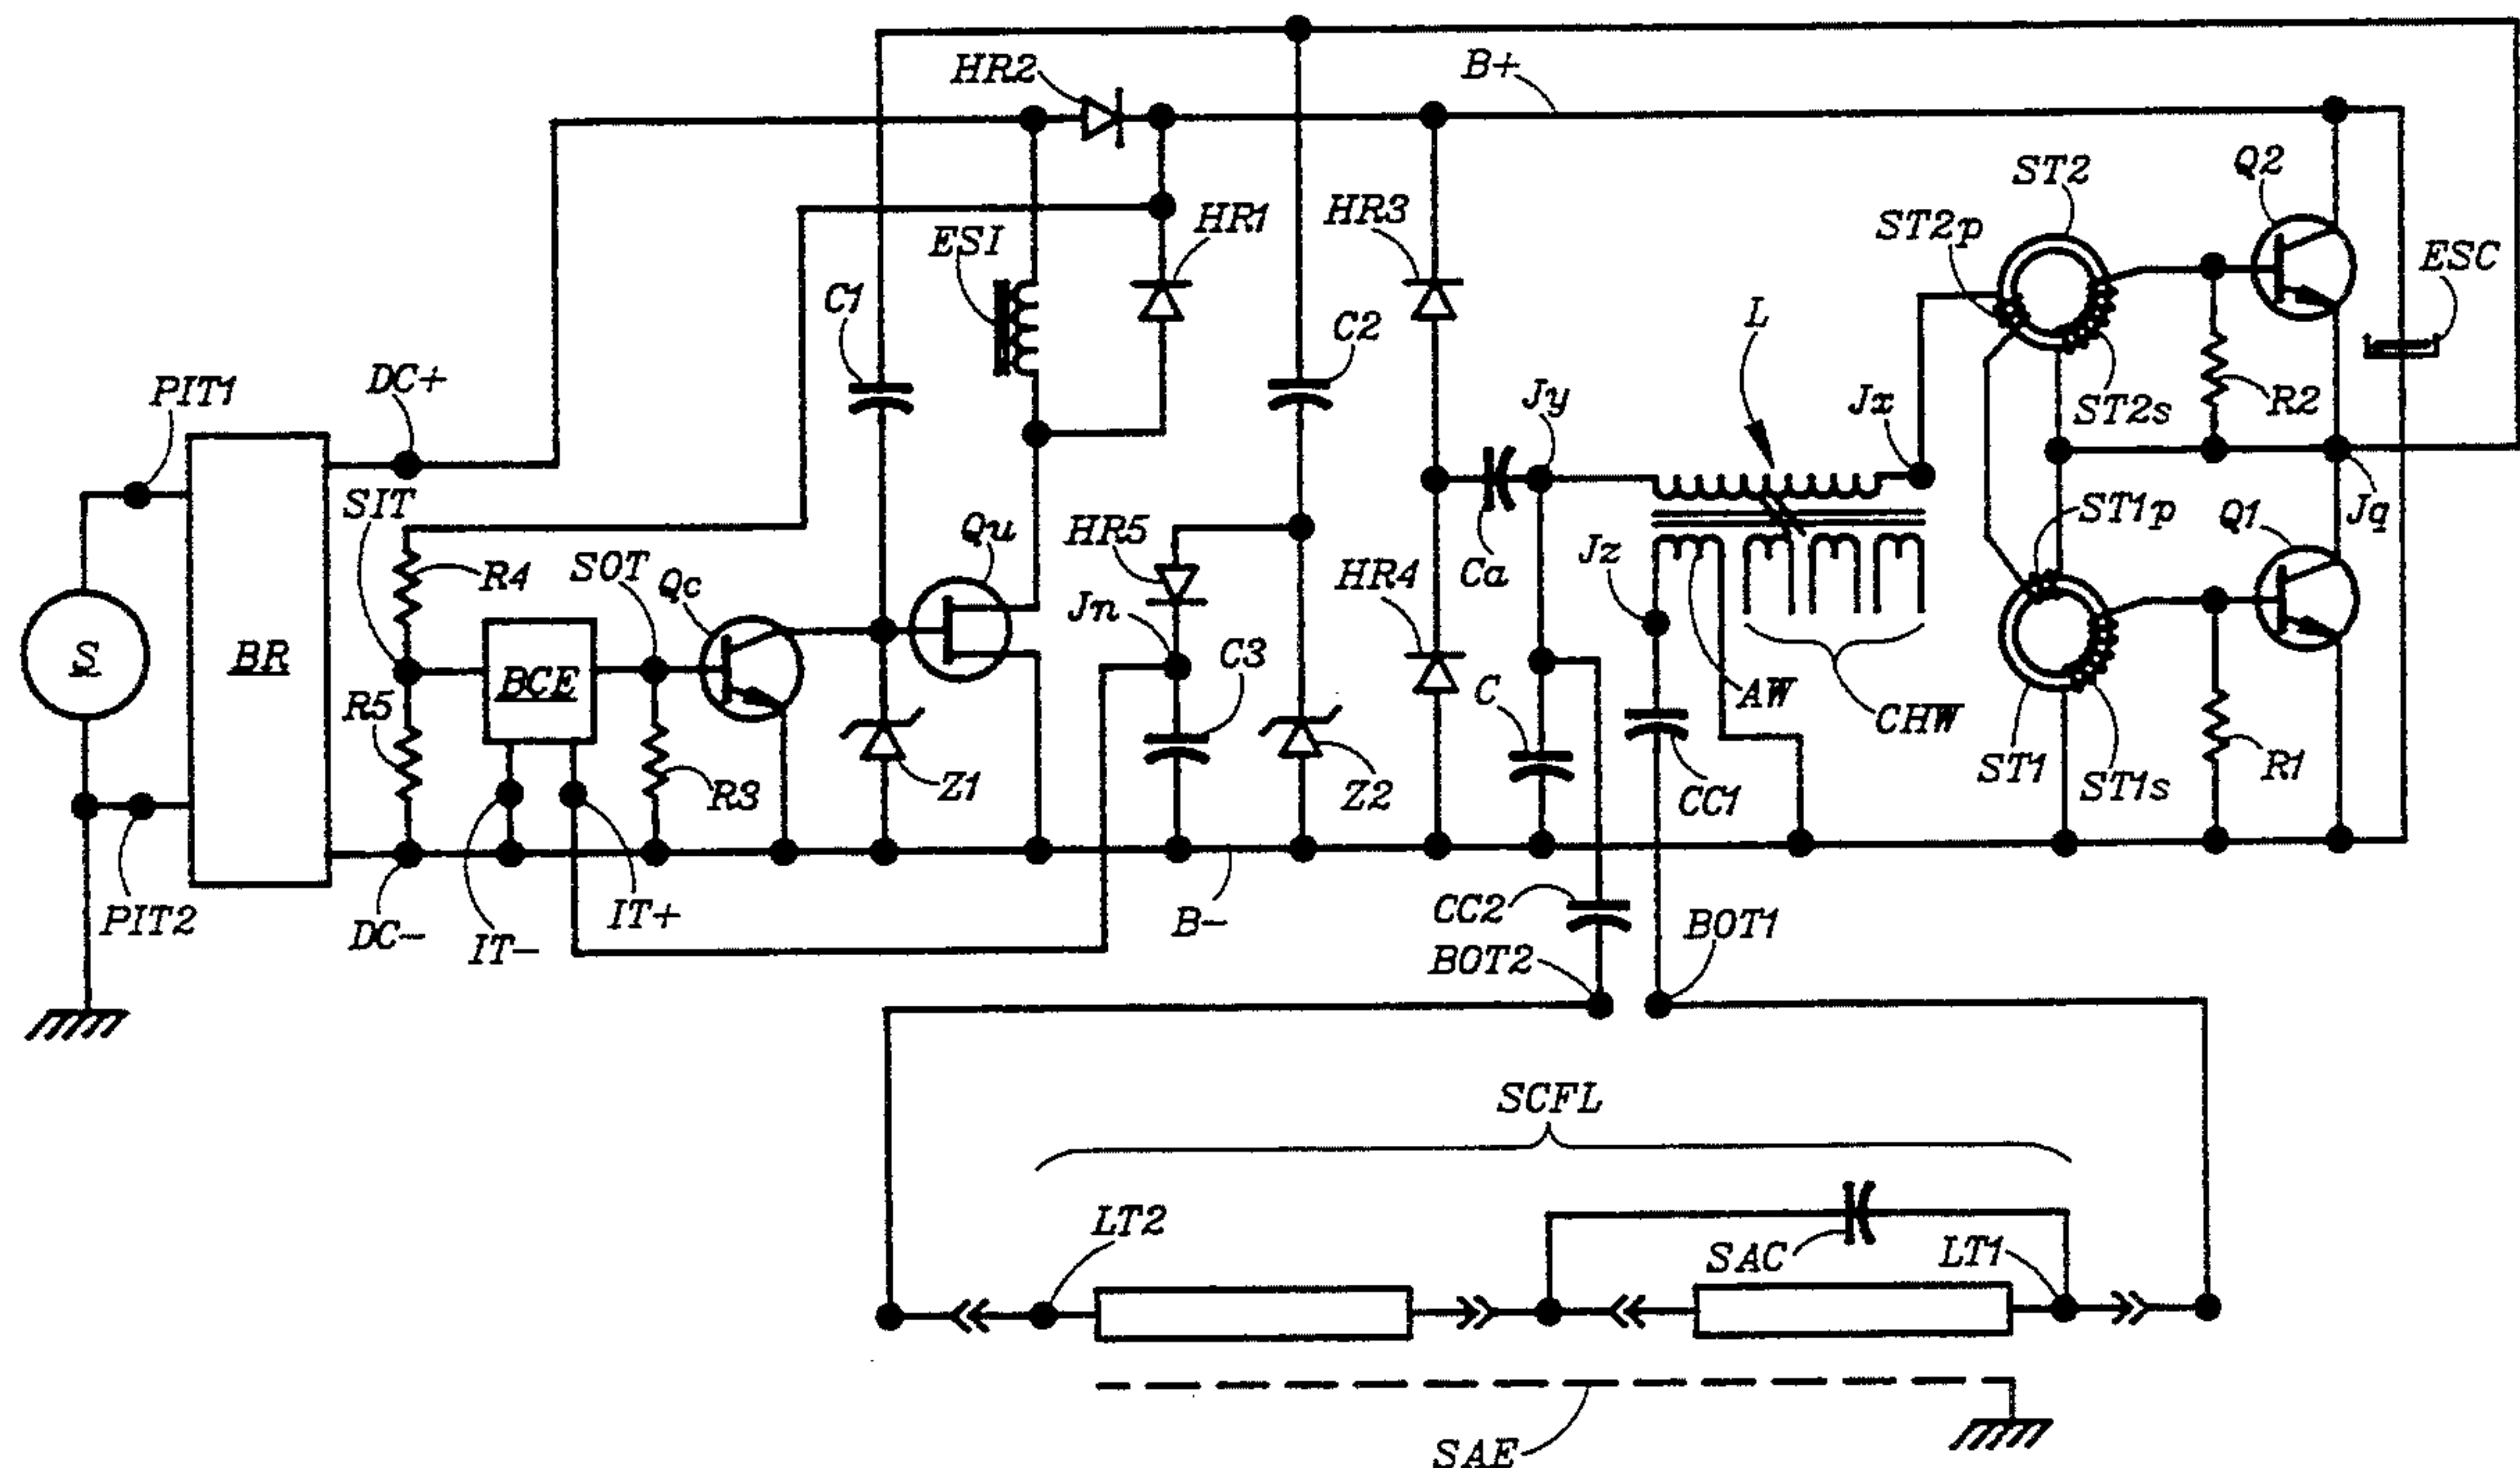 HR2
B+
ST2
Q2
ST2p
HR1
HR3
ESI
ESC
C1
L
C2
PIT1
DC+
Jy
Jx
ST2s
R2
SIT
Qu
HR5
ST1p
Q1
Jq
R4
SOT
Qc
Jz
Ca
HR4
Jn
S
BR
BCE
C3
C
AW
CHW
R5
R3
Z1
Z2
CC1
ST1
ST1s
R1
PIT2
DC-
IT-
IT+
B-
CC2
BOT1
BOT2
SCFL
LT2
SAC
LT1
SAE